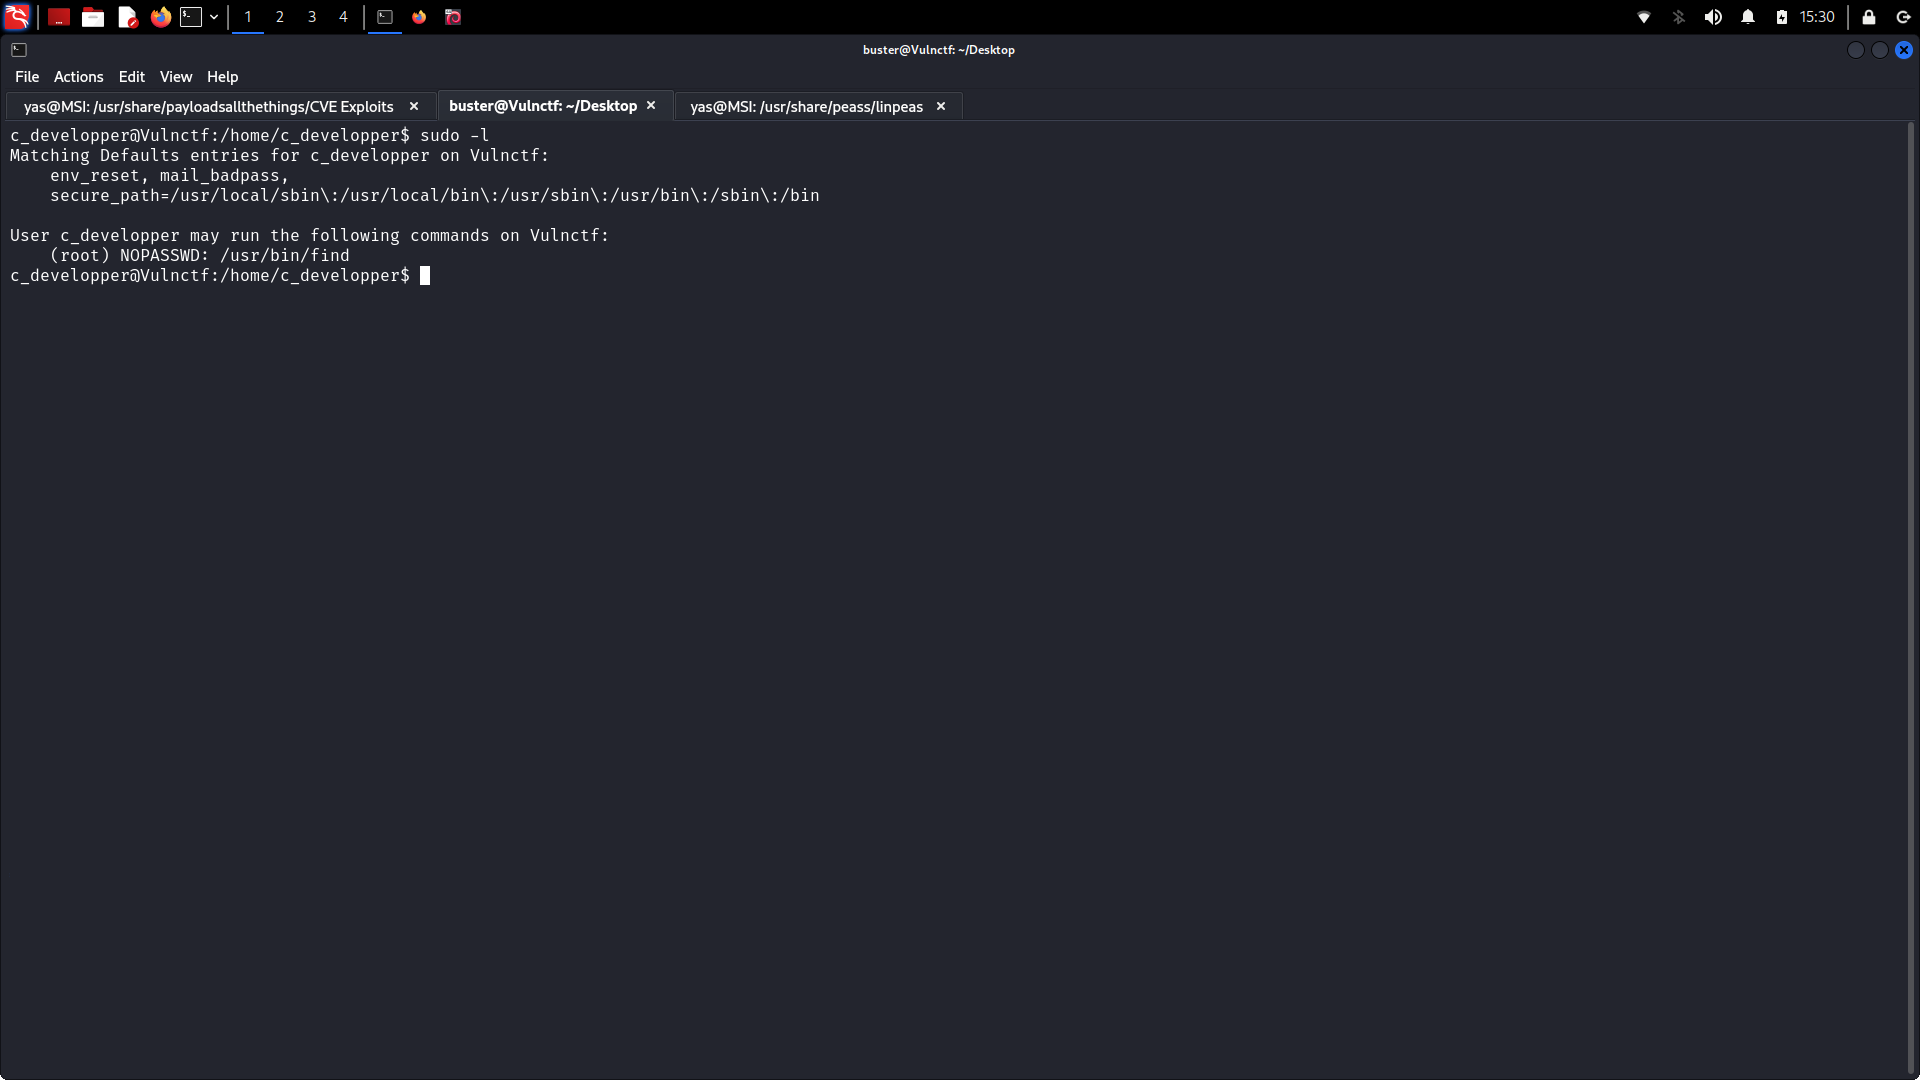 1 2 3 4 15:30
buster@Vulnctf: ~/Desktop
File Actions Edit View Help
yas@MSI: /usr/share/payloadsallthethings/CVE Exploits buster@Vulnctf: ~/Desktop yas@MSI: /usr/share/peass/linpeas
c_developper@Vulnctf:/home/c_developper$ sudo -l
Matching Defaults entries for c_developper on Vulnctf:
    env_reset, mail_badpass,
    secure_path=/usr/local/sbin\:/usr/local/bin\:/usr/sbin\:/usr/bin\:/sbin\:/bin
User c_developper may run the following commands on Vulnctf:
    (root) NOPASSWD: /usr/bin/find
c_developper@Vulnctf:/home/c_developper$